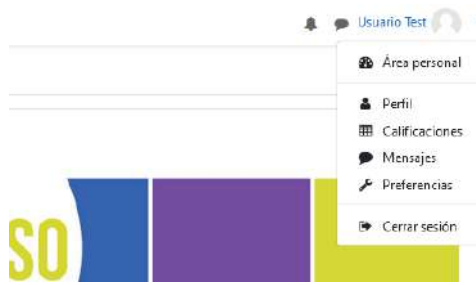 Usuario Test
Área personal
Perfil
Calificaciones
Mensajes
Preferencias
Cerrar sesión
SO